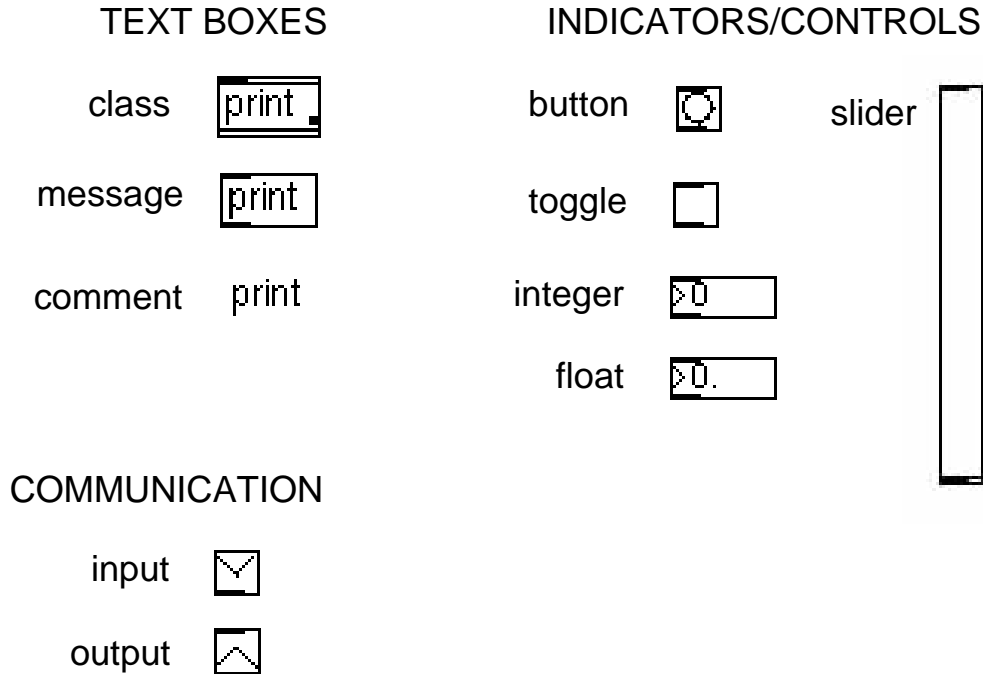 TEXT BOXES
class print
message print
comment print
INDICATORS/CONTROLS
button
slider
toggle
integer >0
float >0.
COMMUNICATION
input
output